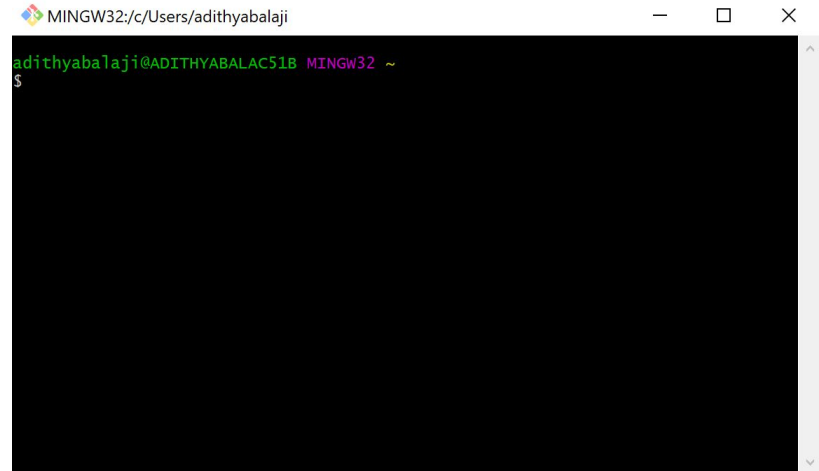 MINGW32:/c/Users/adithyabalaji
adithyabalaji@ADITHYABALAC51B MINGW32 ~
$